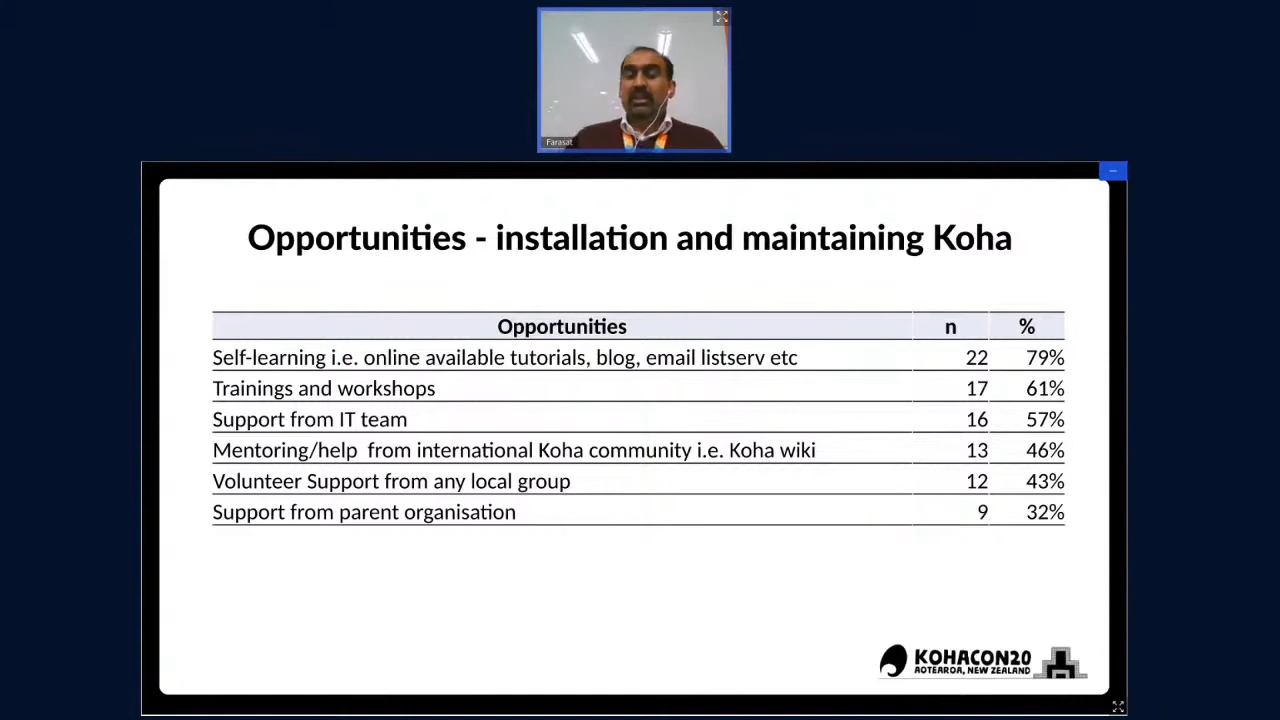 Farasat
Opportunities - installation and maintaining Koha
Opportunities n %
Self-learning i.e. online available tutorials, blog, email listserv etc 22 79%
Trainings and workshops 17 61%
Support from IT team 16 57%
Mentoring/help from international Koha community i.e. Koha wiki 13 46%
Volunteer Support from any local group 12 43%
Support from parent organisation 9 32%
KOHACON20
AOTEAROA, NEW ZEALAND